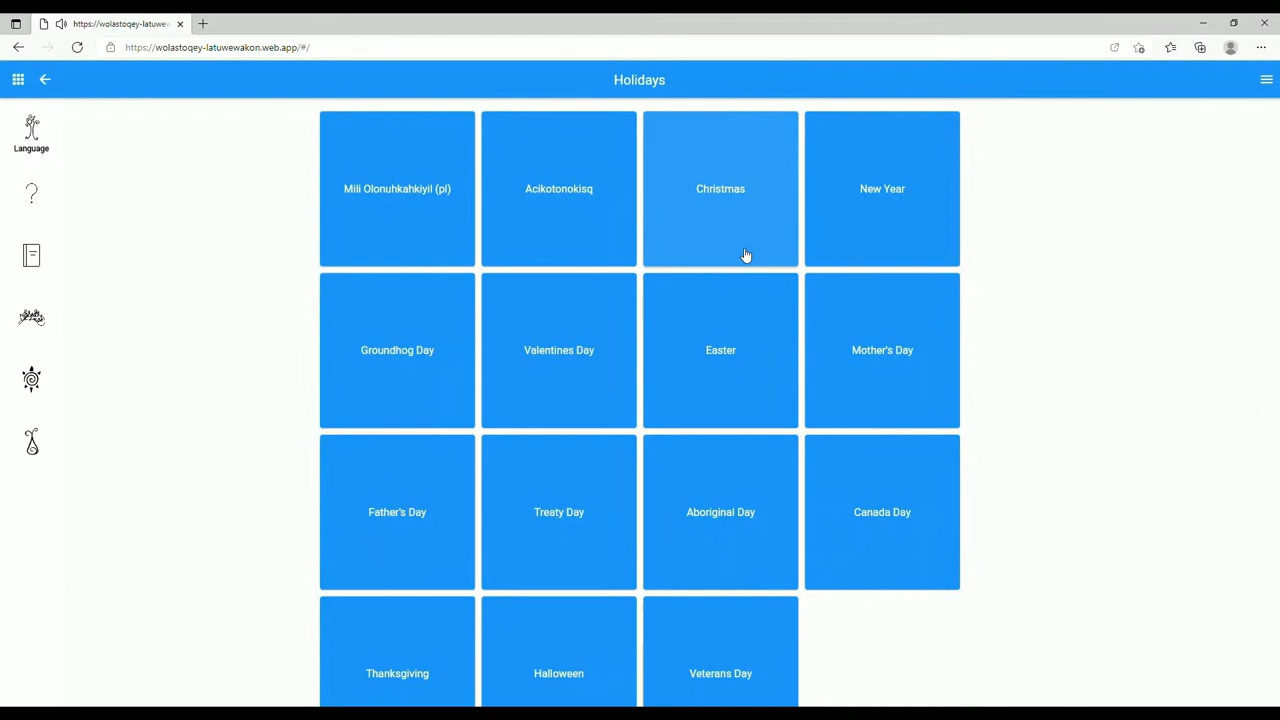 https://wolastoqey-latuwew
https://wolastoqey-latuwewakon.web.app/#/
Holidays
Language
Mili Olonuhkahkiyil (pl)
Acikotonokisq
Christmas
New Year
Groundhog Day
Valentines Day
Easter
Mother's Day
Father's Day
Treaty Day
Aboriginal Day
Canada Day
Thanksgiving
Halloween
Veterans Day